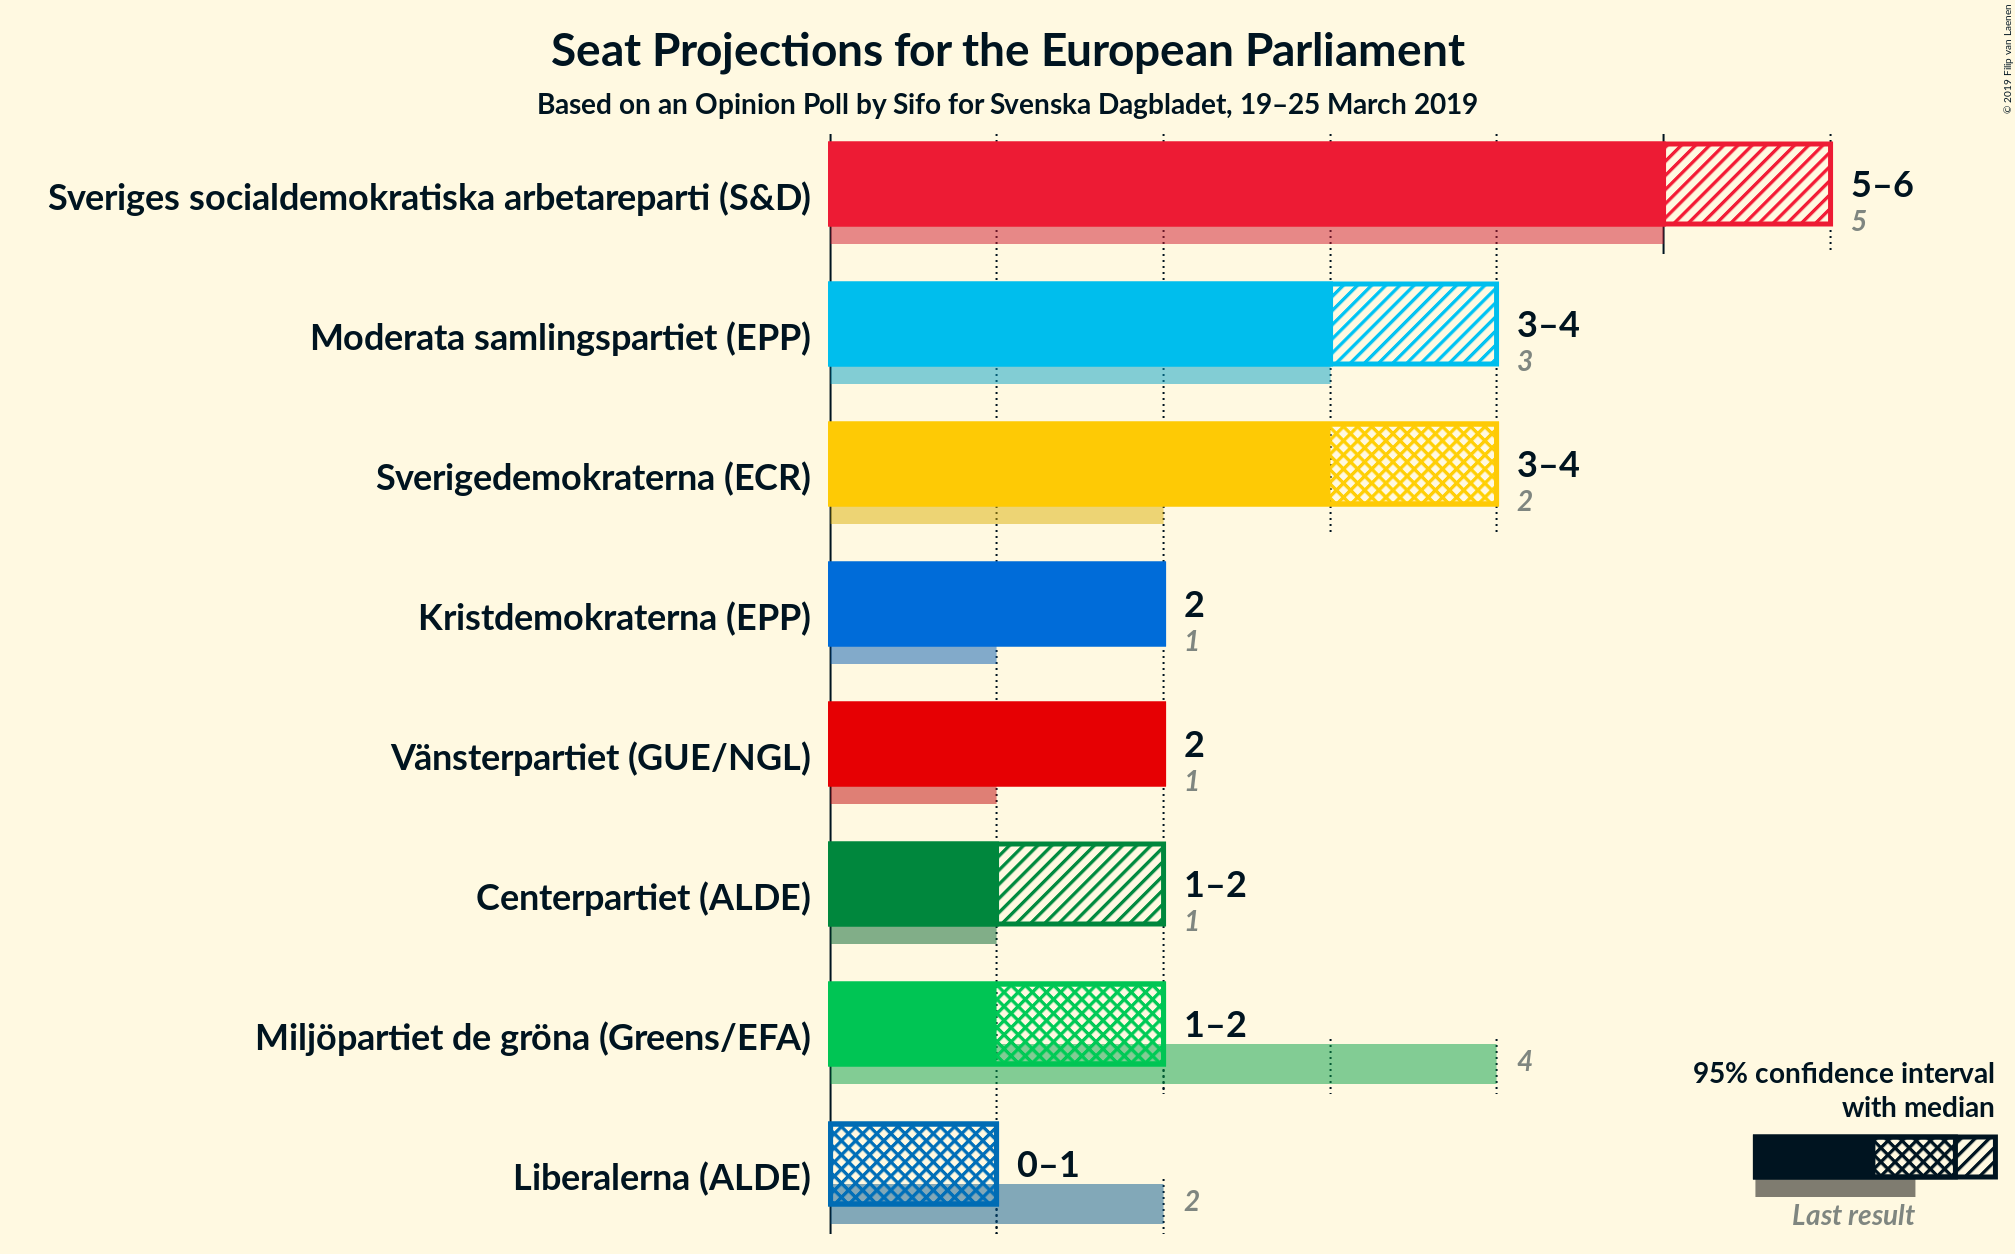 Seat Projections for the European Parliament
Based on an Opinion Poll by Sifo for Svenska Dagbladet, 19–25 March 2019
© 2019 Filip van Laenen
Sveriges socialdemokratiska arbetareparti (S&D)
5–6
5
Moderata samlingspartiet (EPP)
3–4
3
Sverigedemokraterna (ECR)
3–4
2
Kristdemokraterna (EPP)
2
1
Vänsterpartiet (GUE/NGL)
2
1
Centerpartiet (ALDE)
1–2
1
Miljöpartiet de gröna (Greens/EFA)
1–2
4
Liberalerna (ALDE)
0–1
2
95% confidence interval
with median
Last result